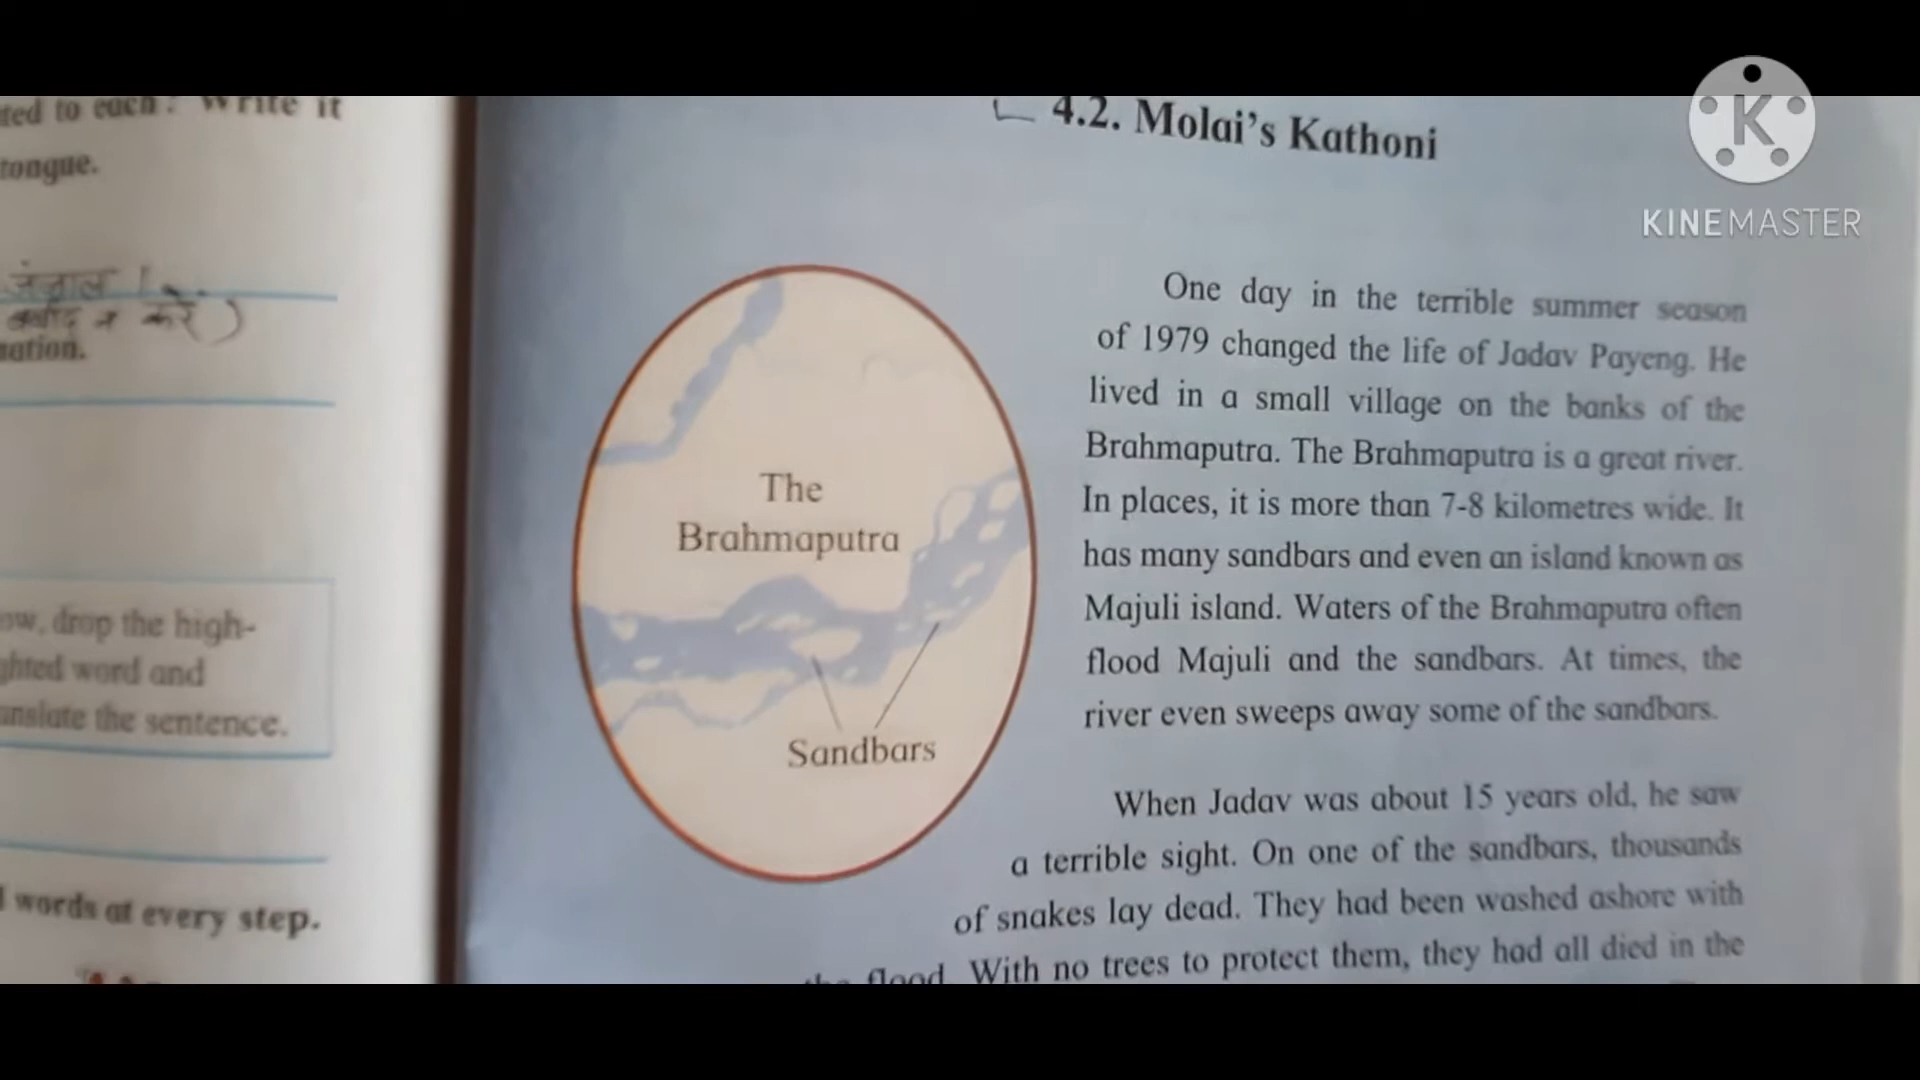 ted to each? Write it
tongue.
जंजाल !
न करें )
ow, drop the high-
ghted word and
anslate the sentence.
words at every step.
4.2. Molai's Kathoni
The
Brahmaputra
Sandbars
One day in the terrible summer season
of 1979 changed the life of Jadav Payeng. He
lived in a small village on the banks of the
Brahmaputra. The Brahmaputra is a great river.
In places, it is more than 7-8 kilometres wide. It
has many sandbars and even an island known as
Majuli island. Waters of the Brahmaputra often
flood Majuli and the sandbars. At times, the
river even sweeps away some of the sandbars.
When Jadav was about 15 years old, he saw
a terrible sight. On one of the sandbars, thousands
of snakes lay dead. They had been washed ashore with
the flood. With no trees to protect them, they had all died in the
K
KINEMASTER